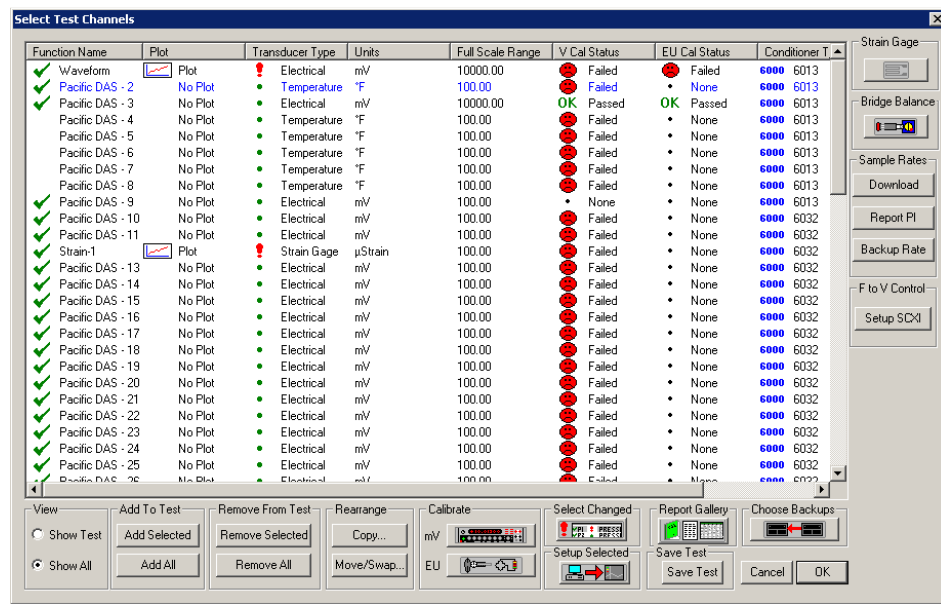 Select Test Channels
Function Name Plot Transducer Type Units Full Scale Range V Cal Status EU Cal Status Conditioner T
Waveform Plot Electrical mV 10000.00 Failed Failed 6000 6013
Pacific DAS - 2 No Plot Temperature °F 100.00 Failed None 6000 6013
Pacific DAS - 3 No Plot Electrical mV 10000.00 OK Passed OK Passed 6000 6013
Pacific DAS - 4 No Plot Temperature °F 100.00 Failed None 6000 6013
Pacific DAS - 5 No Plot Temperature °F 100.00 Failed None 6000 6013
Pacific DAS - 6 No Plot Temperature °F 100.00 Failed None 6000 6013
Pacific DAS - 7 No Plot Temperature °F 100.00 Failed None 6000 6013
Pacific DAS - 8 No Plot Temperature °F 100.00 Failed None 6000 6013
Pacific DAS - 9 No Plot Electrical mV 100.00 None None 6000 6013
Pacific DAS - 10 No Plot Electrical mV 100.00 Failed None 6000 6032
Pacific DAS - 11 No Plot Electrical mV 100.00 Failed None 6000 6032
Strain-1 Plot Strain Gage µStrain 100.00 Failed None 6000 6032
Pacific DAS - 13 No Plot Electrical mV 100.00 Failed None 6000 6032
Pacific DAS - 14 No Plot Electrical mV 100.00 Failed None 6000 6032
Pacific DAS - 15 No Plot Electrical mV 100.00 Failed None 6000 6032
Pacific DAS - 16 No Plot Electrical mV 100.00 Failed None 6000 6032
Pacific DAS - 17 No Plot Electrical mV 100.00 Failed None 6000 6032
Pacific DAS - 18 No Plot Electrical mV 100.00 Failed None 6000 6032
Pacific DAS - 19 No Plot Electrical mV 100.00 Failed None 6000 6032
Pacific DAS - 20 No Plot Electrical mV 100.00 Failed None 6000 6032
Pacific DAS - 21 No Plot Electrical mV 100.00 Failed None 6000 6032
Pacific DAS - 22 No Plot Electrical mV 100.00 Failed None 6000 6032
Pacific DAS - 23 No Plot Electrical mV 100.00 Failed None 6000 6032
Pacific DAS - 24 No Plot Electrical mV 100.00 Failed None 6000 6032
Pacific DAS - 25 No Plot Electrical mV 100.00 Failed None 6000 6032
Pacific DAS - 26 No Plot Electrical mV 100.00 Failed None 6000 6032
Strain Gage
Bridge Balance
Sample Rates
Download
Report PI
Backup Rate
F to V Control
Setup SCXI
View Add To Test Remove From Test Rearrange Calibrate Select Changed Report Gallery Choose Backups
Show Test Add Selected Remove Selected Copy... mV
Setup Selected Save Test
Show All Add All Remove All Move/Swap... EU Save Test Cancel OK